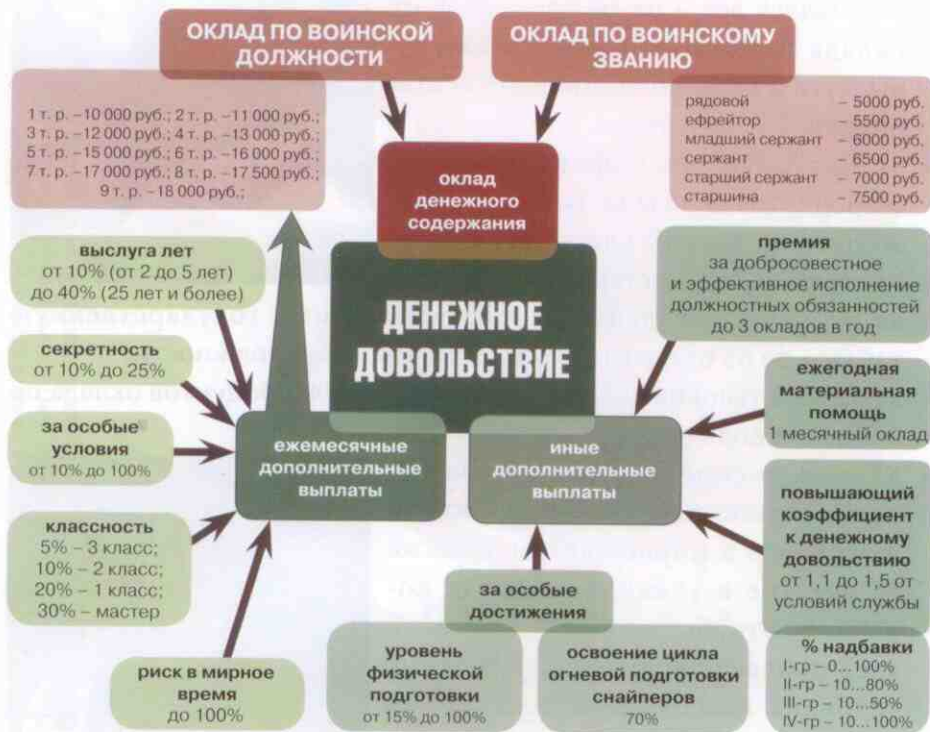 ОКЛАД ПО ВОИНСКОЙ
ДОЛЖНОСТИ
ОКЛАД ПО ВОИНСКОМУ
ЗВАНИЮ
1 т. р. –10 000 руб.; 2 т. р. –11 000 руб.;
3 т. р. –12 000 руб.; 4 т. р. –13 000 руб.;
5 т. р. –15 000 руб.; 6 т. р. –16 000 руб.;
7 т. р. –17 000 руб.; 8 т. р. –17 500 руб.;
9 т. р. –18 000 руб.;
рядовой – 5000 руб.
ефрейтор – 5500 руб.
младший сержант – 6000 руб.
сержант – 6500 руб.
старший сержант – 7000 руб.
старшина – 7500 руб.
оклад
денежного
содержания
ДЕНЕЖНОЕ
ДОВОЛЬСТВИЕ
выслуга лет
от 10% (от 2 до 5 лет)
до 40% (25 лет и более)
секретность
от 10% до 25%
за особые
условия
от 10% до 100%
классность
5% – 3 класс;
10% – 2 класс;
20% – 1 класс;
30% – мастер
риск в мирное
время
до 100%
ежемесячные
дополнительные
выплаты
иные
дополнительные
выплаты
премия
за добросовестное
и эффективное исполнение
должностных обязанностей
до 3 окладов в год
ежегодная
материальная
помощь
1 месячный оклад
повышающий
коэффициент
к денежному
довольствию
от 1,1 до 1,5 от
условий службы
за особые
достижения
уровень
физической
подготовки
от 15% до 100%
освоение цикла
огневой подготовки
снайперов
70%
% надбавки
I-гр – 0...100%
II-гр – 10...80%
III-гр – 10...50%
IV-гр – 10...100%